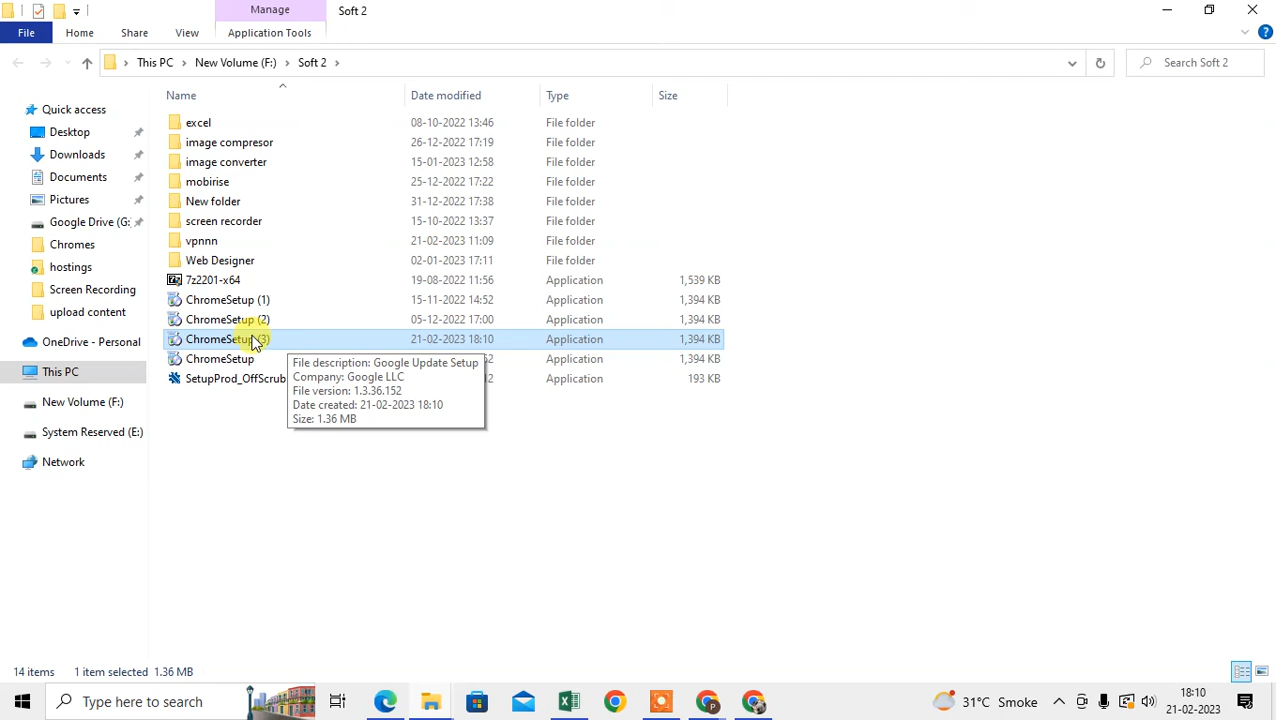 Manage
Soft 2
File
Home
Share
View
Application Tools
This PC
New Volume (F:)
Soft 2
Search Soft 2
Name
Date modified
Type
Size
Quick access
Desktop
Downloads
Documents
Pictures
Google Drive (G:
Chromes
hostings
Screen Recording
upload content
OneDrive - Personal
This PC
New Volume (F:)
System Reserved (E:)
Network
excel 08-10-2022 13:46 File folder
image compresor 26-12-2022 17:19 File folder
image converter 15-01-2023 12:58 File folder
mobirise 25-12-2022 17:22 File folder
New folder 31-12-2022 17:38 File folder
screen recorder 15-10-2022 13:37 File folder
vpnnn 21-02-2023 11:09 File folder
Web Designer 02-01-2023 17:11 File folder
7z2201-x64 19-08-2022 11:56 Application 1,539 KB
ChromeSetup (1) 15-11-2022 14:52 Application 1,394 KB
ChromeSetup (2) 05-12-2022 17:00 Application 1,394 KB
ChromeSetup (3) 21-02-2023 18:10 Application 1,394 KB
ChromeSetup 2 Application 1,394 KB
SetupProd_OffScrub 2 Application 193 KB
File description: Google Update Setup
Company: Google LLC
File version: 1.3.36.152
Date created: 21-02-2023 18:10
Size: 1.36 MB
14 items
1 item selected 1.36 MB
Type here to search
31°C Smoke
18:10
21-02-2023